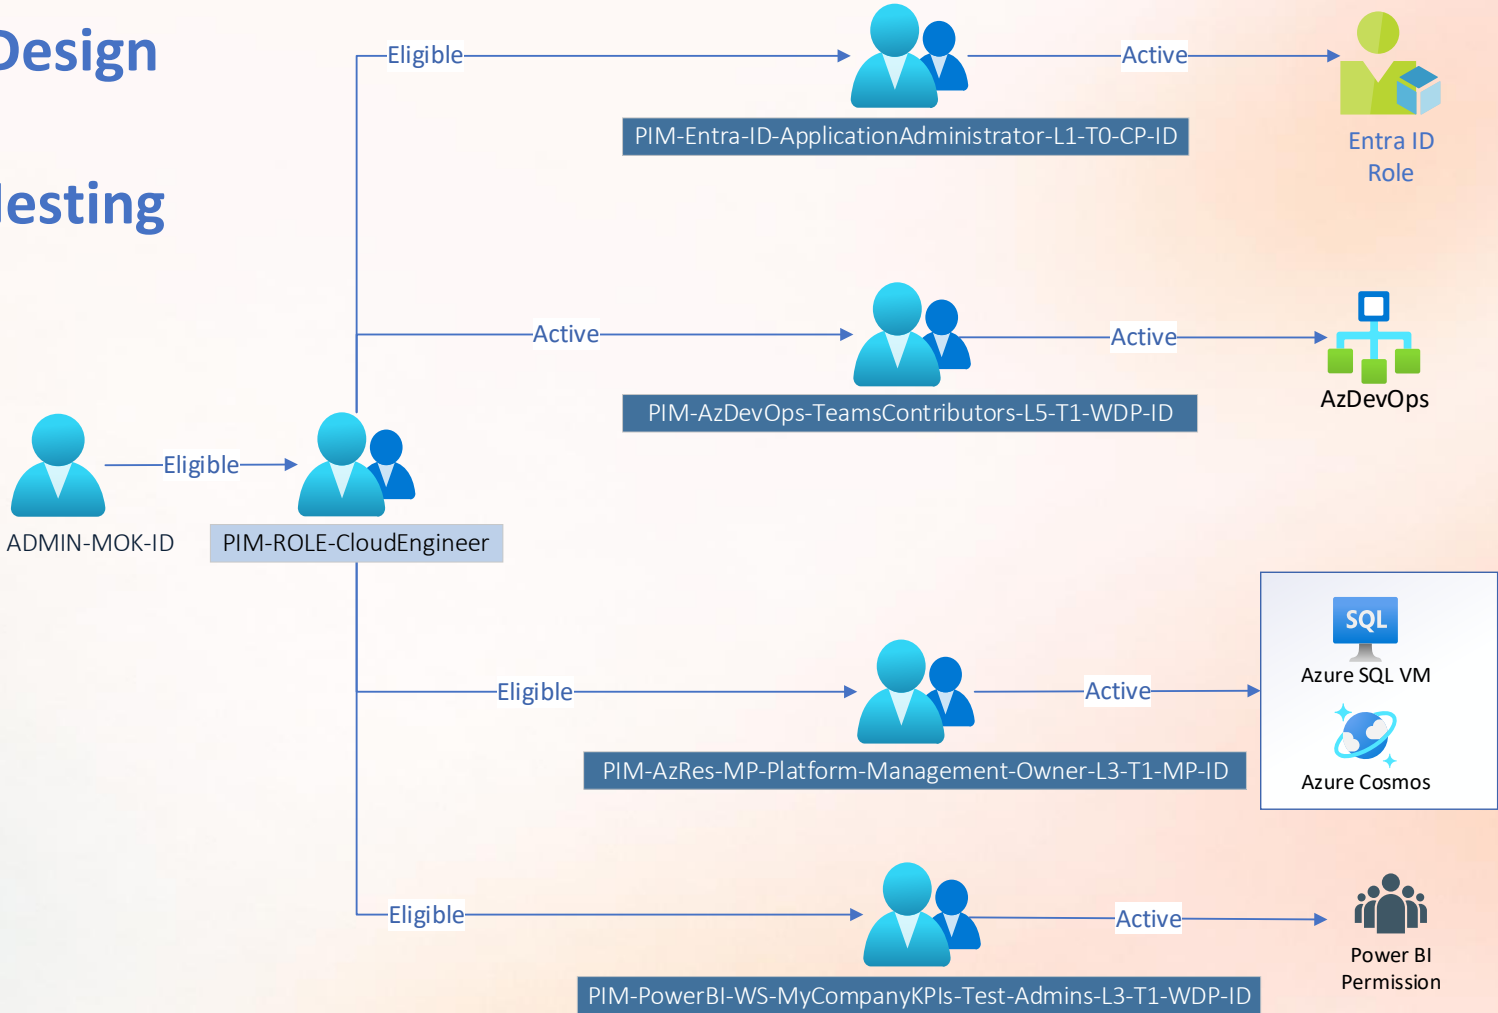 Design
Nesting
Eligible
Active
PIM-Entra-ID-ApplicationAdministrator-L1-T0-CP-ID
Entra ID
Role
Active
Active
PIM-AzDevOps-TeamsContributors-L5-T1-WDP-ID
AzDevOps
Eligible
ADMIN-MOK-ID
PIM-ROLE-CloudEngineer
Eligible
Active
PIM-AzRes-MP-Platform-Management-Owner-L3-T1-MP-ID
SQL
Azure SQL VM
Azure Cosmos
Eligible
Active
PIM-PowerBI-WS-MyCompanyKPIs-Test-Admins-L3-T1-WDP-ID
Power BI
Permission